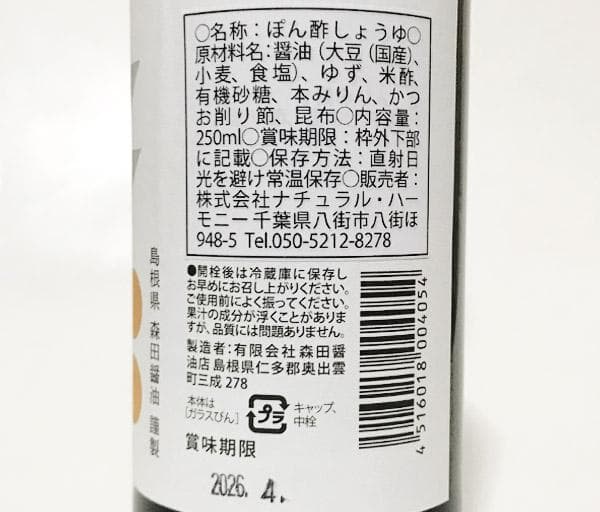 ○名称：ぽん酢しょうゆ○
原材料名：醤油（大豆（国産）、
小麦、食塩）、ゆず、米酢、
有機砂糖、本みりん、かつ
お削り節、昆布○内容量：
250ml○賞味期限：枠外下部
に記載○保存方法：直射日
光を避け常温保存○販売者：
株式会社ナチュラル・ハー
モニー千葉県八街市八街ほ
948-5 Tel.050-5212-8278
●開栓後は冷蔵庫に保存し
お早めにお召し上がりください。
ご使用前によく振ってください。
果汁の成分が浮くことがありま
すが、品質には問題ありません。
製造者：有限会社森田醤
油店 島根県仁多郡奥出雲
町三成 278
本体は
[ガラスびん]
プラ
キャップ、
中栓
賞味期限
2026. 4.
4516018004054
島根県 森田醤油 謹製